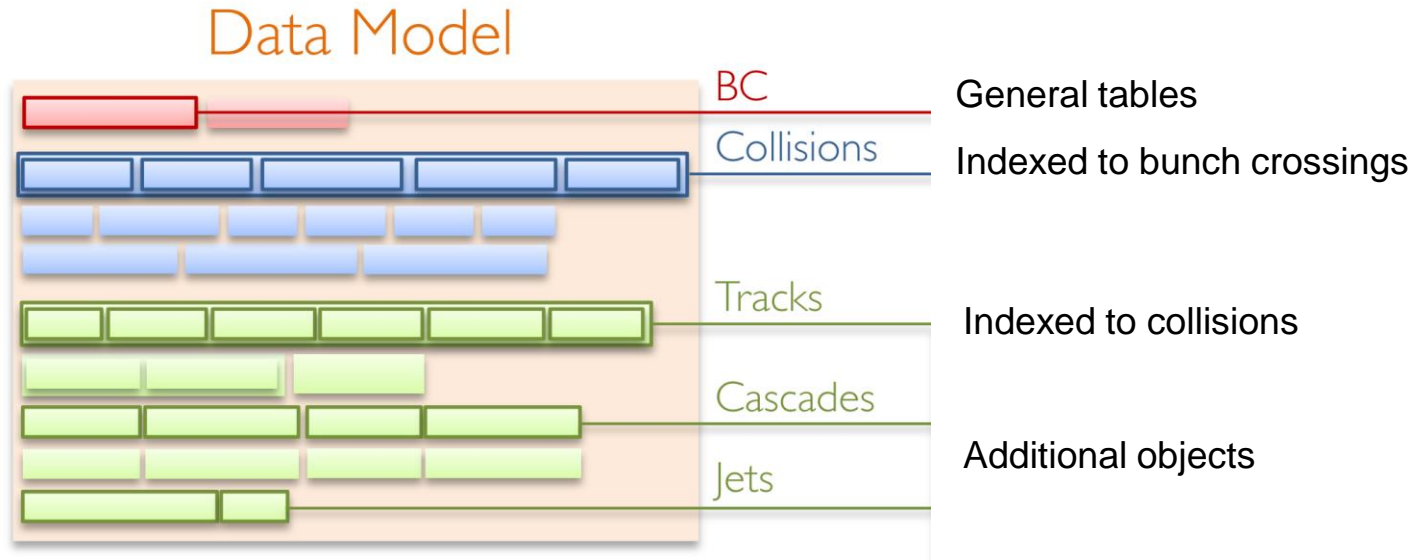 Data Model
BC
General tables
Collisions
Indexed to bunch crossings
Tracks
Indexed to collisions
Cascades
Additional objects
Jets